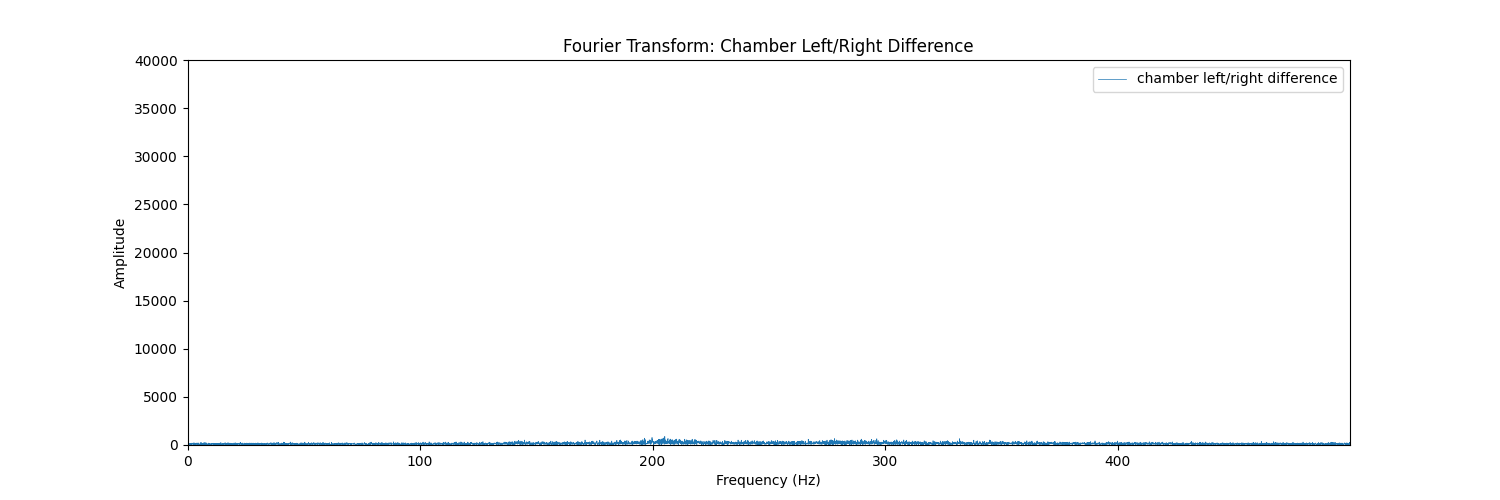 Fourier Transform: Chamber Left/Right Difference
chamber left/right difference
40000
35000
30000
25000
20000
15000
10000
5000
0
Amplitude
0 100 200 300 400
Frequency (Hz)